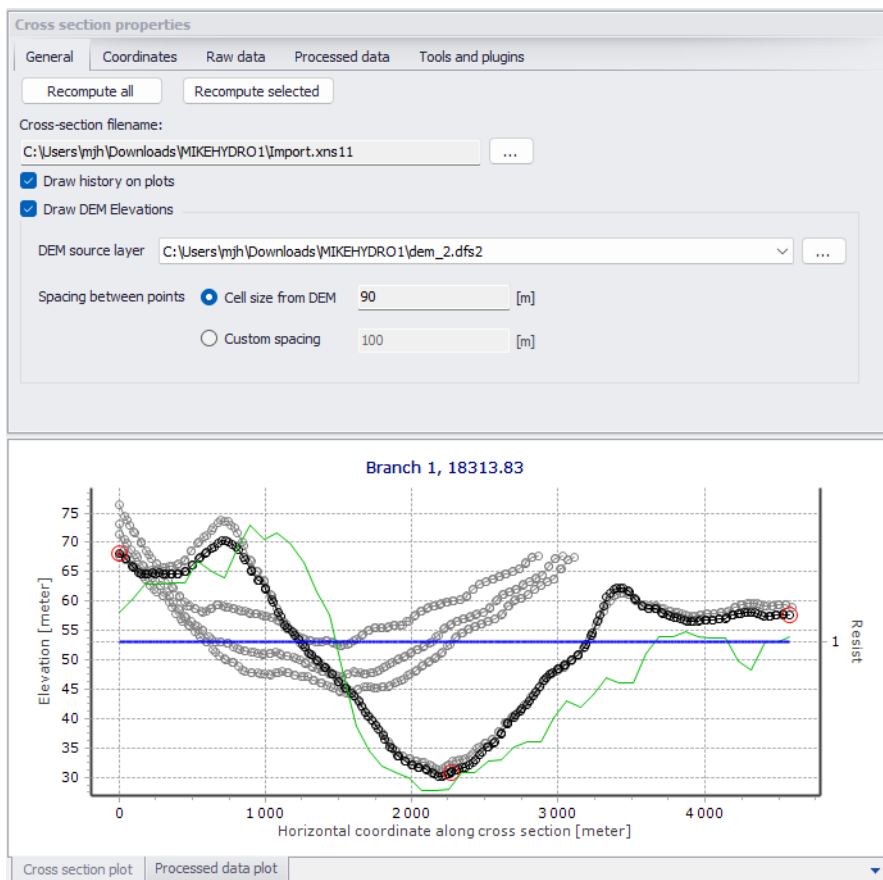 Cross section properties
General Coordinates Raw data Processed data Tools and plugins
Recompute all Recompute selected
Cross-section filename:
C:\Users\mjh\Downloads\MIKEHYDRO1\Import.xns11 ...
Draw history on plots
Draw DEM Elevations
DEM source layer C:\Users\mjh\Downloads\MIKEHYDRO1\dem_2.dfs2 ...
Spacing between points Cell size from DEM 90 [m]
Custom spacing 100 [m]
Branch 1, 18313.83
Elevation [meter]
75
70
65
60
55
50
45
40
35
30
1
Resist
0 1 000 2 000 3 000 4 000
Horizontal coordinate along cross section [meter]
Cross section plot Processed data plot